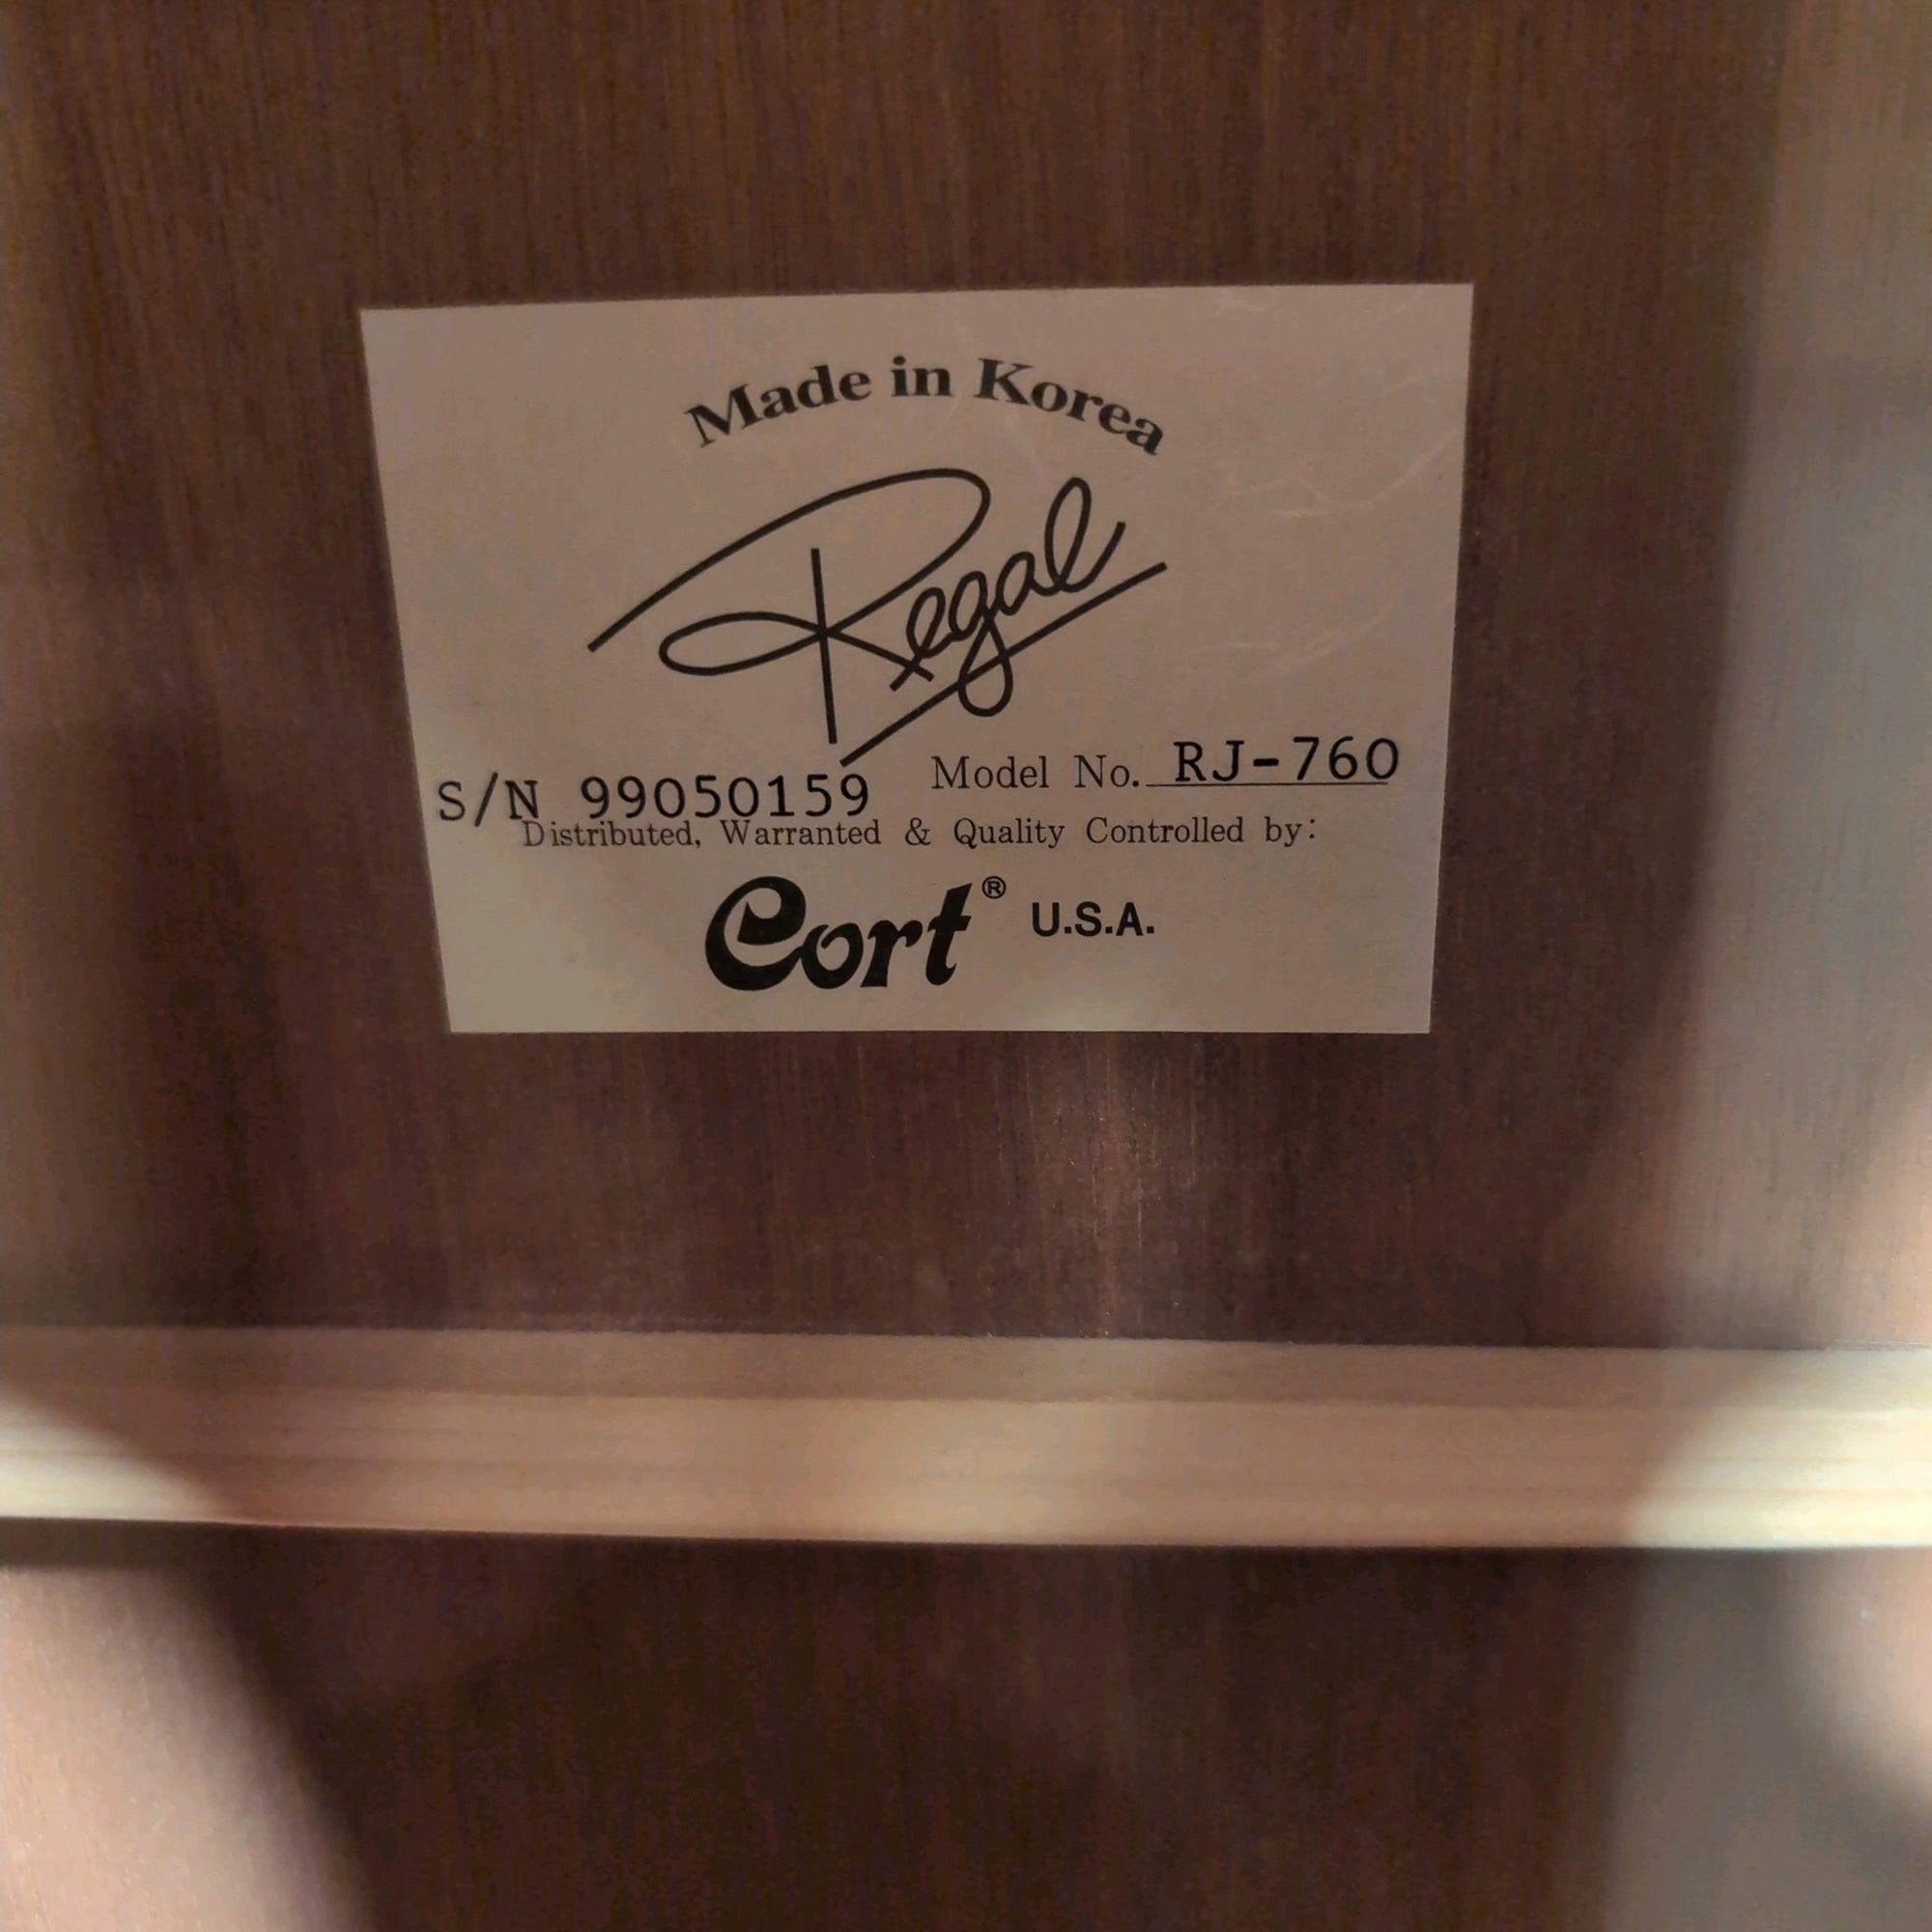 Made in Korea
Regal
S/N 99050159 Model No. RJ-760
Distributed, Warranted & Quality Controlled by:
Cort® U.S.A.